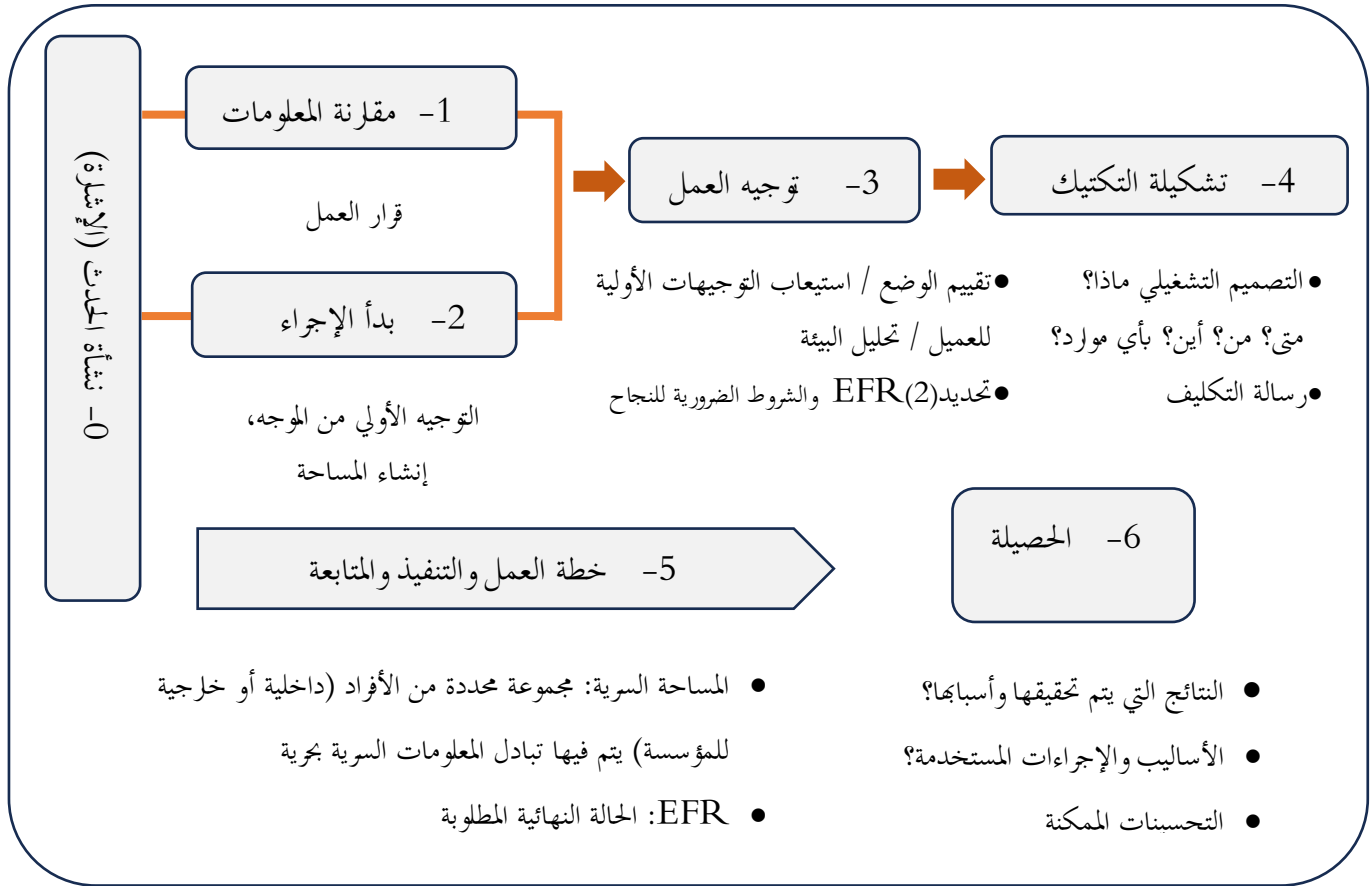 0- نشأة الحدث (الإشارة)
1- مقارنة المعلومات
قرار العمل
2- بدأ الإجراء
التوجيه الأولي من الموجه،
إنشاء المساحة
3- توجيه العمل
●تقييم الوضع / استيعاب التوجيهات الأولية
للعميل / تحليل البيئة
●تحديد(2)EFR والشروط الضرورية للنجاح
4- تشكيلة التكتيك
●التصميم التشغيلي ماذا؟
متى؟ من؟ أين؟ بأي موارد؟
●رسالة التكليف
5- خطة العمل والتنفيذ والمتابعة
● المساحة السرية: مجموعة محددة من الأفراد (داخلية أو خارجية
للمؤسسة) يتم فيها تبادل المعلومات السرية بحرية
● EFR: الحالة النهائية المطلوبة
6- الحصيلة
● النتائج التي يتم تحقيقها وأسبابها؟
● الأساليب والإجراءات المستخدمة؟
● التحسينات الممكنة